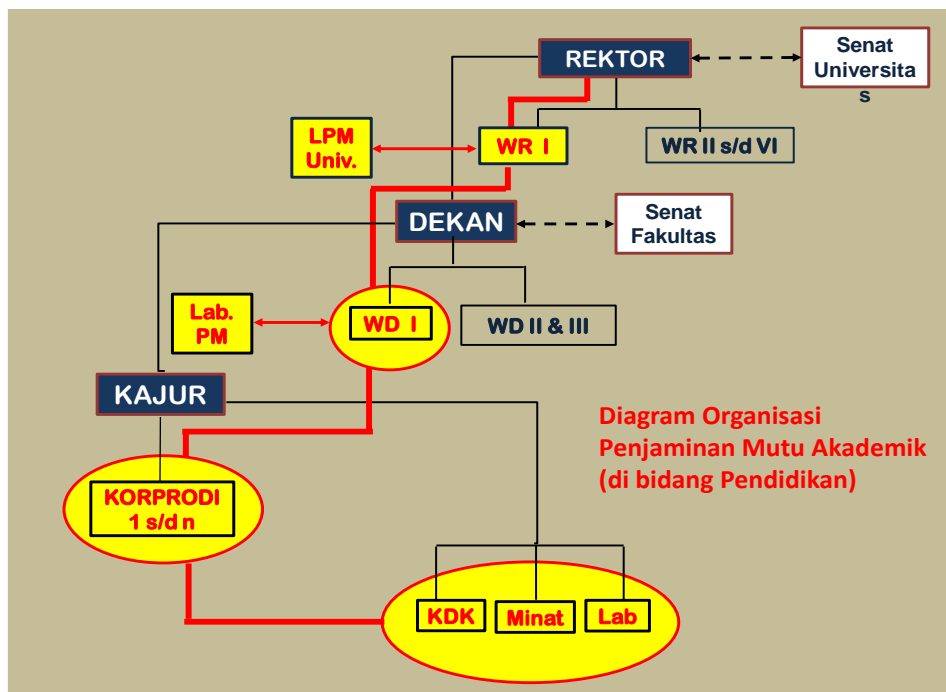 REKTOR
Senat
Universita
s
LPM
Univ.
WR I
WR II s/d VI
DEKAN
Senat
Fakultas
Lab.
PM
WD I
WD II & III
KAJUR
Diagram Organisasi
Penjaminan Mutu Akademik
(di bidang Pendidikan)
KORPRODI
1 s/d n
KDK
Minat
Lab